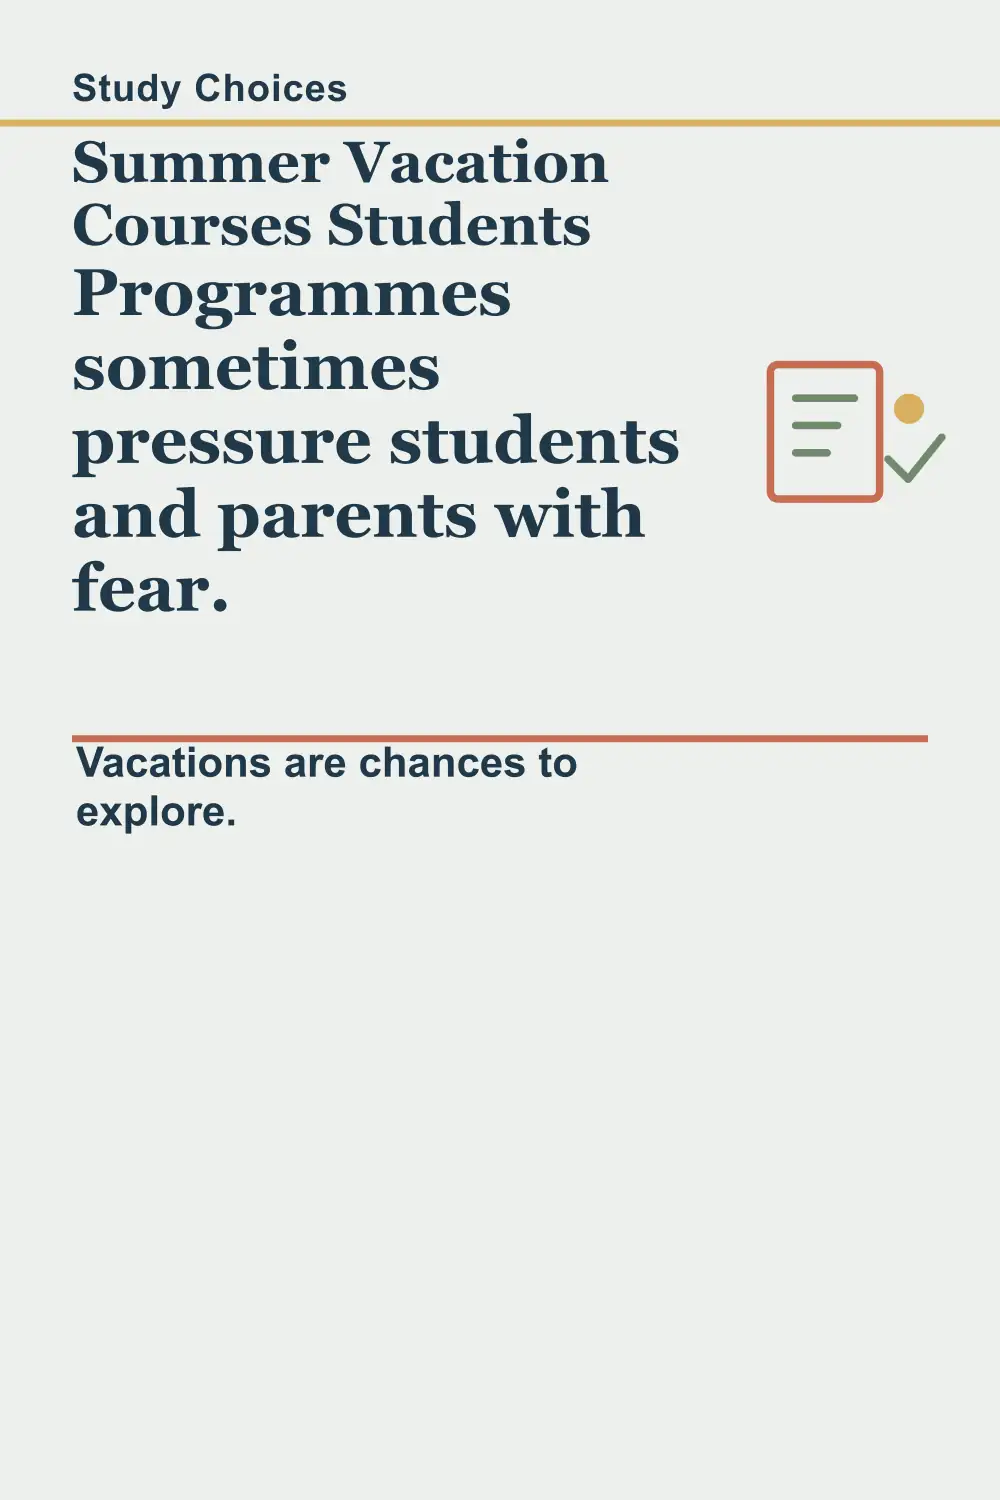 Study Choices
Summer Vacation
Courses Students
Programmes
sometimes
pressure students
and parents with
fear.
Vacations are chances to
explore.